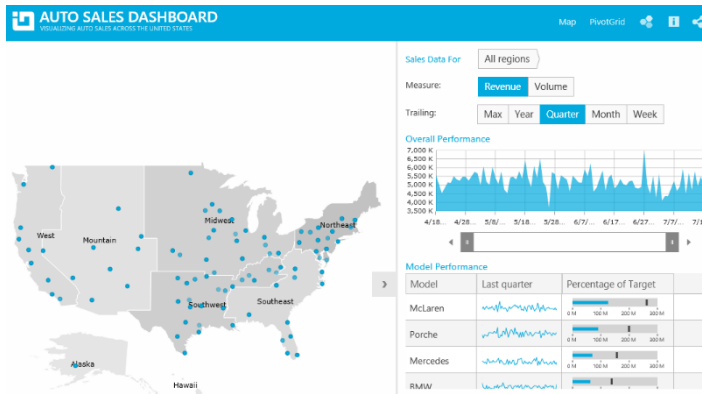 AUTO SALES DASHBOARD
VISUALIZING AUTO SALES ACROSS THE UNITED STATES
Map PivotGrid
Sales Data For All regions
Measure: Revenue Volume
Trailing: Max Year Quarter Month Week
Overall Performance
7,000 K
6,500 K
6,000 K
5,500 K
5,000 K
4,500 K
4,000 K
3,500 K
4/18... 4/28... 5/8/... 5/18... 5/28... 6/7/... 6/17... 6/27... 7/7/...
West
Mountain
Midwest
Northeast
Southwest
Southeast
Alaska
Hawaii
Model Performance
Model Last quarter Percentage of Target
McLaren 0 M 100 M 200 M 300 M
Porche 0 M 100 M 200 M 300 M
Mercedes 0 M 100 M 200 M 300 M
BMW